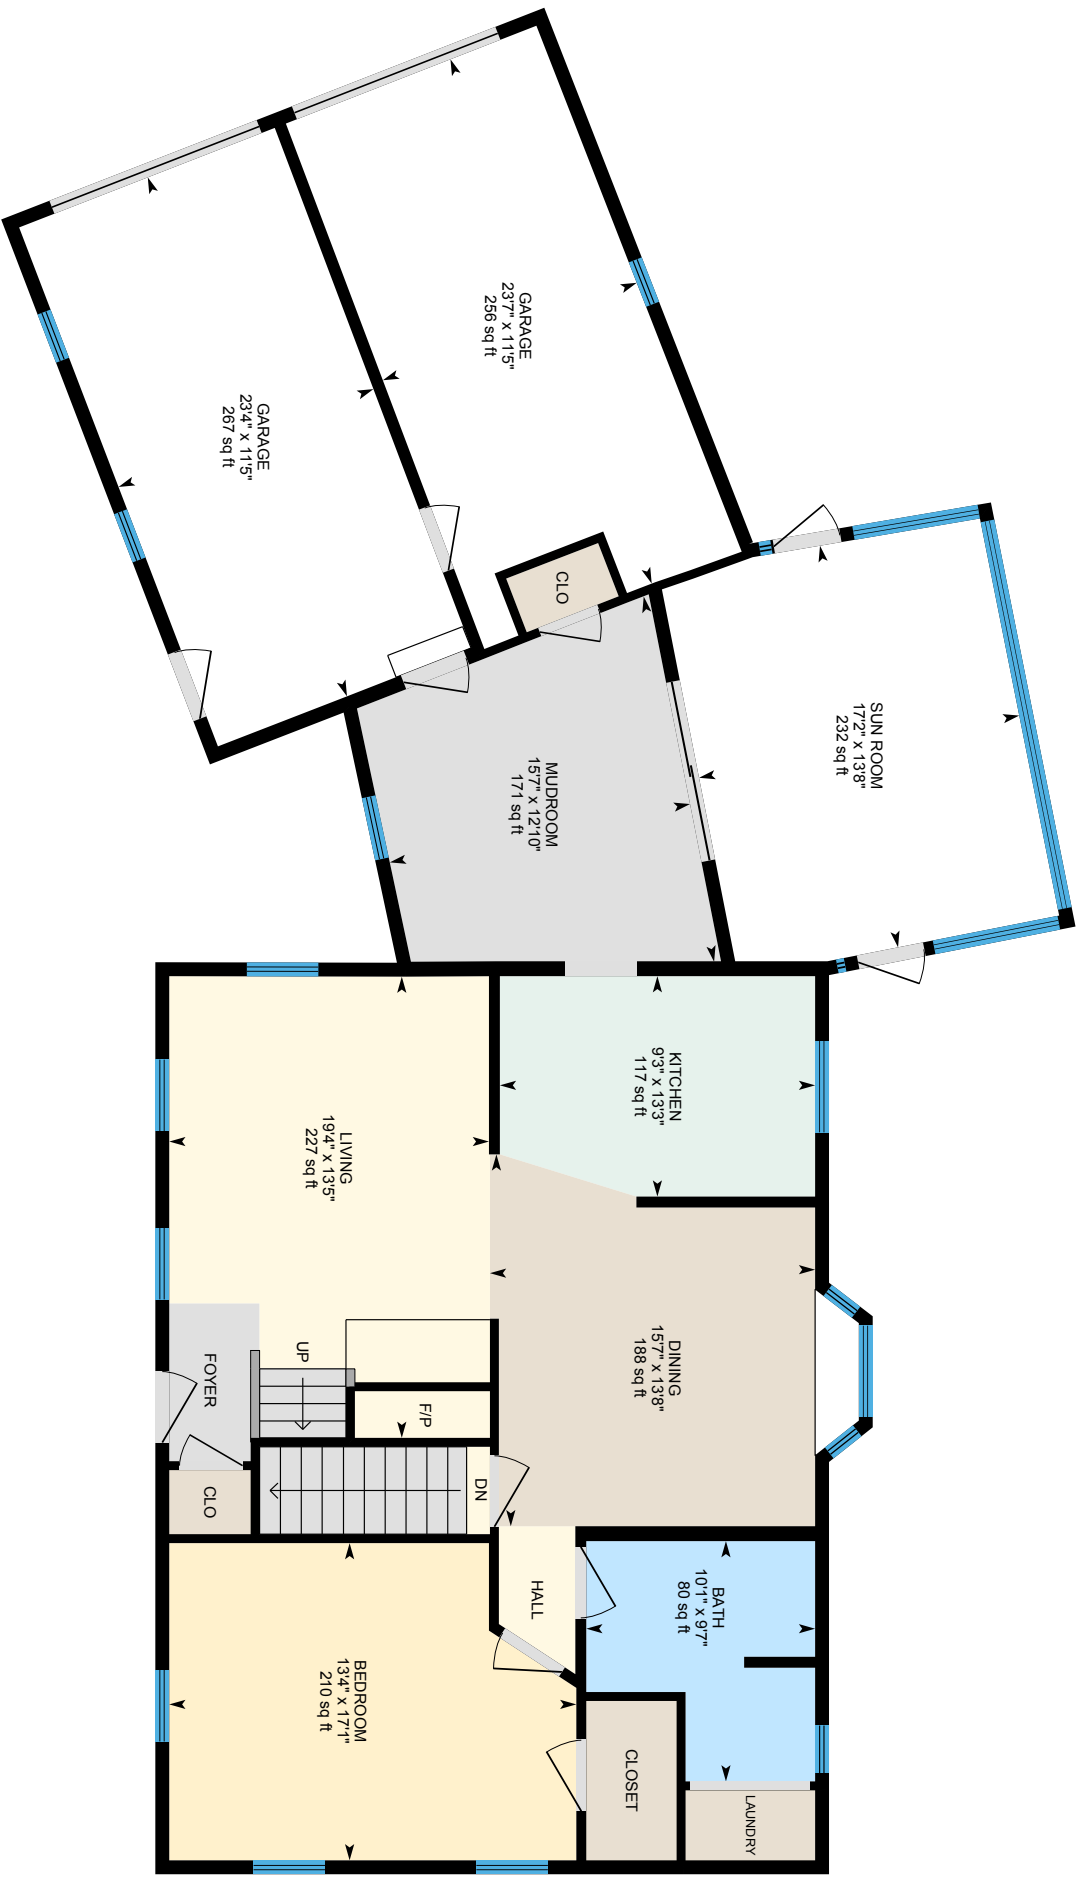 GARAGE
23'7" x 11'5"
256 sq ft
GARAGE
23'4" x 11'5"
267 sq ft
CLO
SUN ROOM
17'2" x 13'8"
232 sq ft
MUDROOM
15'7" x 12'10"
171 sq ft
KITCHEN
9'3" x 13'3"
117 sq ft
LIVING
19'4" x 13'5"
227 sq ft
DINING
15'7" x 13'8"
188 sq ft
UP
FOYER
F/P
DN
CLO
HALL
BATH
10'1" x 9'7"
80 sq ft
BEDROOM
13'4" x 17'1"
210 sq ft
CLOSET
LAUNDRY